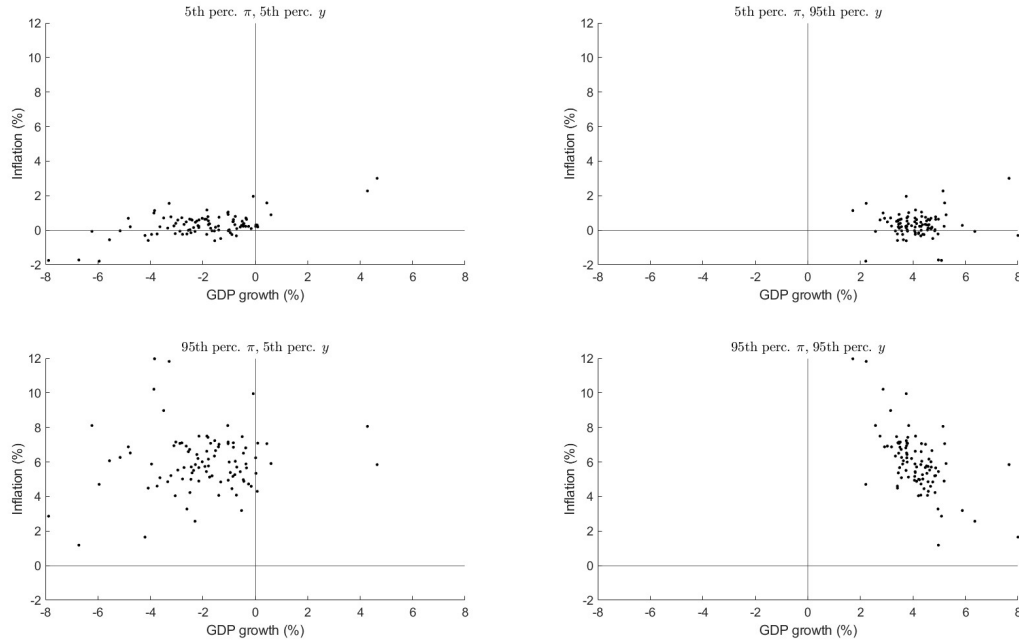 5th perc. π, 5th perc. y
12
10
8
6
4
2
0
-2
Inflation (%)
-8 -6 -4 -2 0 2 4 6 8
GDP growth (%)
5th perc. π, 95th perc. y
12
10
8
6
4
2
0
-2
Inflation (%)
-8 -6 -4 -2 0 2 4 6 8
GDP growth (%)
95th perc. π, 5th perc. y
12
10
8
6
4
2
0
-2
Inflation (%)
-8 -6 -4 -2 0 2 4 6 8
GDP growth (%)
95th perc. π, 95th perc. y
12
10
8
6
4
2
0
-2
Inflation (%)
-8 -6 -4 -2 0 2 4 6 8
GDP growth (%)